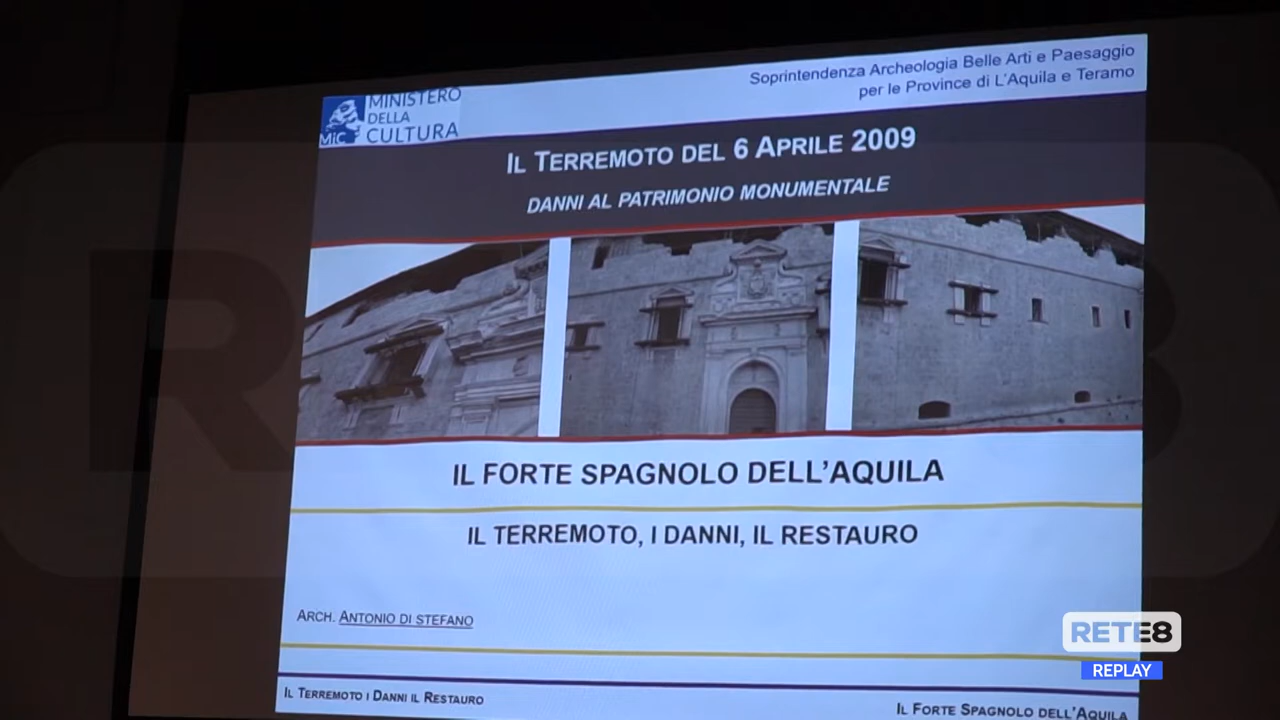 MINISTERO
DELLA
CULTURA
MiC
Soprintendenza Archeologia Belle Arti e Paesaggio
per le Province di L'Aquila e Teramo
IL TERREMOTO DEL 6 APRILE 2009
DANNI AL PATRIMONIO MONUMENTALE
IL FORTE SPAGNOLO DELL'AQUILA
IL TERREMOTO, I DANNI, IL RESTAURO
ARCH. ANTONIO DI STEFANO
IL TERREMOTO I DANNI IL RESTAURO
IL FORTE SPAGNOLO DELL'AQUILA
RETE8
REPLAY
R
8